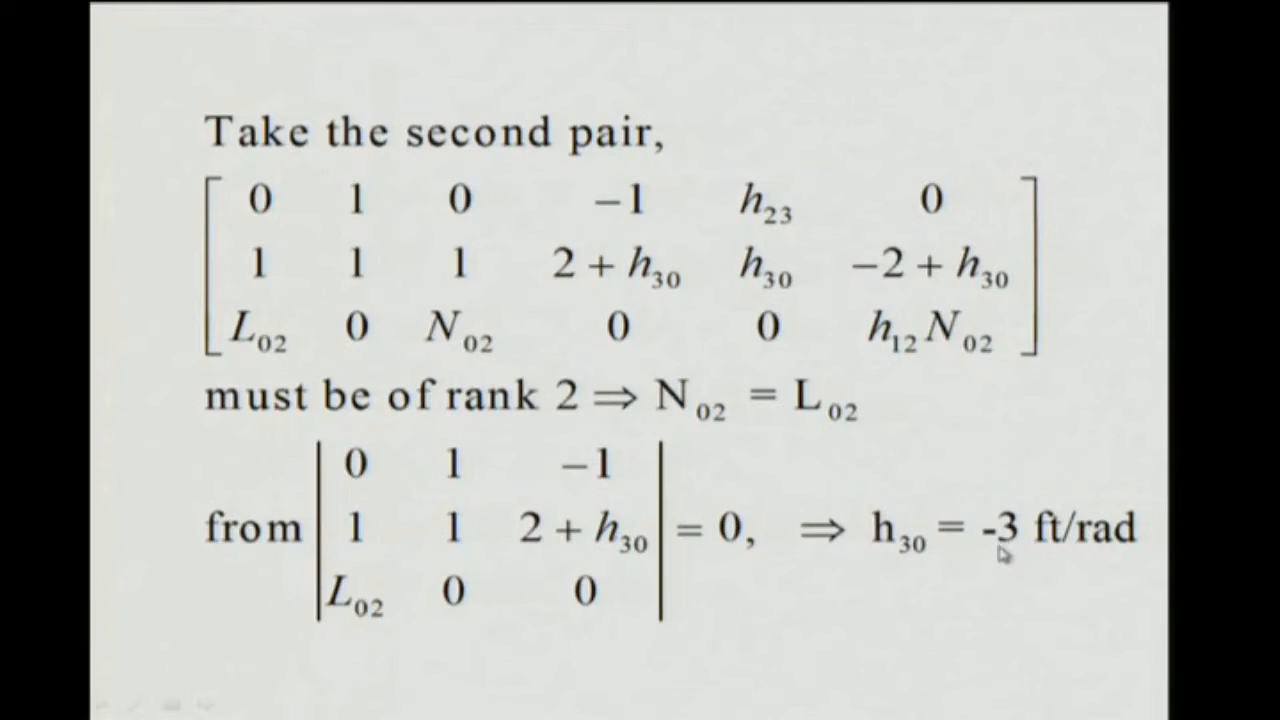 Take the second pair,
0 1 0 −1 h₂₃ 0
1 1 1 2 + h₃₀ h₃₀ −2 + h₃₀
L₀₂ 0 N₀₂ 0 0 h₁₂ N₀₂
must be of rank 2 ⇒ N₀₂ = L₀₂
0 1 −1
from 1 1 2 + h₃₀ = 0, ⇒ h₃₀ = -3 ft/rad
L₀₂ 0 0